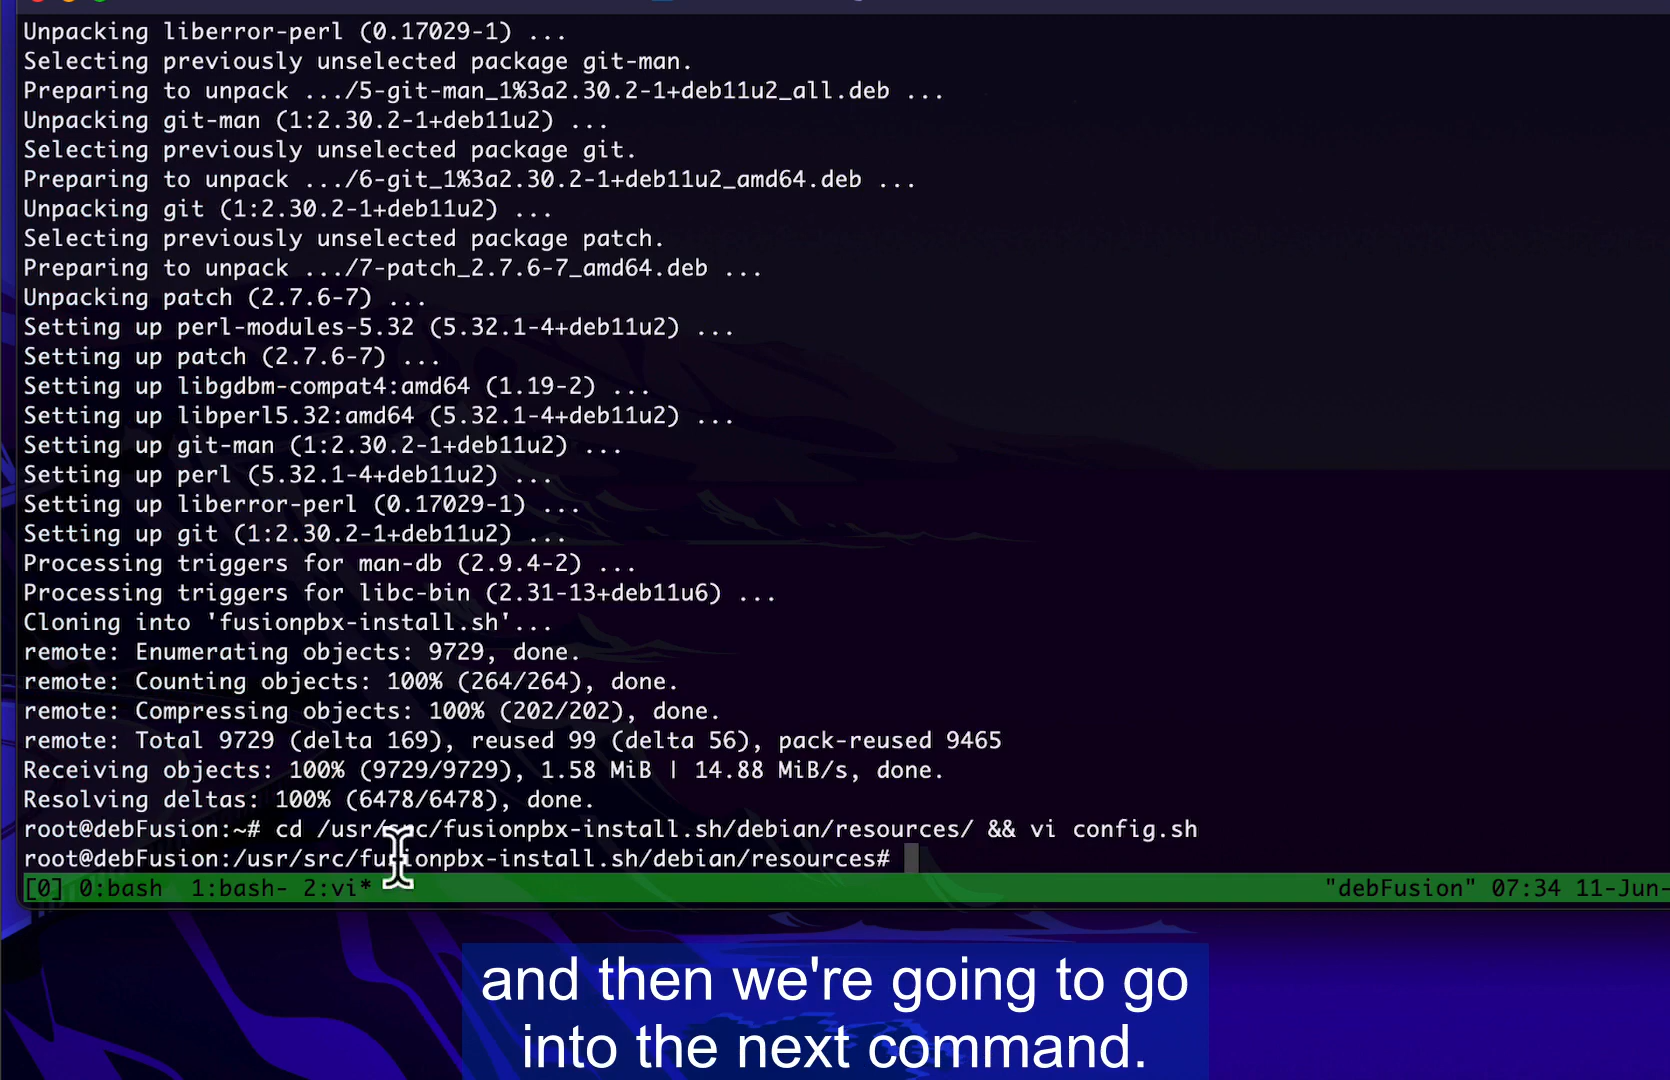 Unpacking liberror-perl (0.17029-1) ...
Selecting previously unselected package git-man.
Preparing to unpack .../5-git-man_1%3a2.30.2-1+deb11u2_all.deb ...
Unpacking git-man (1:2.30.2-1+deb11u2) ...
Selecting previously unselected package git.
Preparing to unpack .../6-git_1%3a2.30.2-1+deb11u2_amd64.deb ...
Unpacking git (1:2.30.2-1+deb11u2) ...
Selecting previously unselected package patch.
Preparing to unpack .../7-patch_2.7.6-7_amd64.deb ...
Unpacking patch (2.7.6-7) ...
Setting up perl-modules-5.32 (5.32.1-4+deb11u2) ...
Setting up patch (2.7.6-7) ...
Setting up libgdbm-compat4:amd64 (1.19-2) ...
Setting up libperl5.32:amd64 (5.32.1-4+deb11u2) ...
Setting up git-man (1:2.30.2-1+deb11u2) ...
Setting up perl (5.32.1-4+deb11u2) ...
Setting up liberror-perl (0.17029-1) ...
Setting up git (1:2.30.2-1+deb11u2) ...
Processing triggers for man-db (2.9.4-2) ...
Processing triggers for libc-bin (2.31-13+deb11u6) ...
Cloning into 'fusionpbx-install.sh'...
remote: Enumerating objects: 9729, done.
remote: Counting objects: 100% (264/264), done.
remote: Compressing objects: 100% (202/202), done.
remote: Total 9729 (delta 169), reused 99 (delta 56), pack-reused 9465
Receiving objects: 100% (9729/9729), 1.58 MiB | 14.88 MiB/s, done.
Resolving deltas: 100% (6478/6478), done.
root@debFusion:~# cd /usr/src/fusionpbx-install.sh/debian/resources/ && vi config.sh
root@debFusion:/usr/src/fusionpbx-install.sh/debian/resources#
[0] 0:bash  1:bash- 2:vi* "debFusion" 07:34 11-Jun-
and then we're going to go
into the next command.